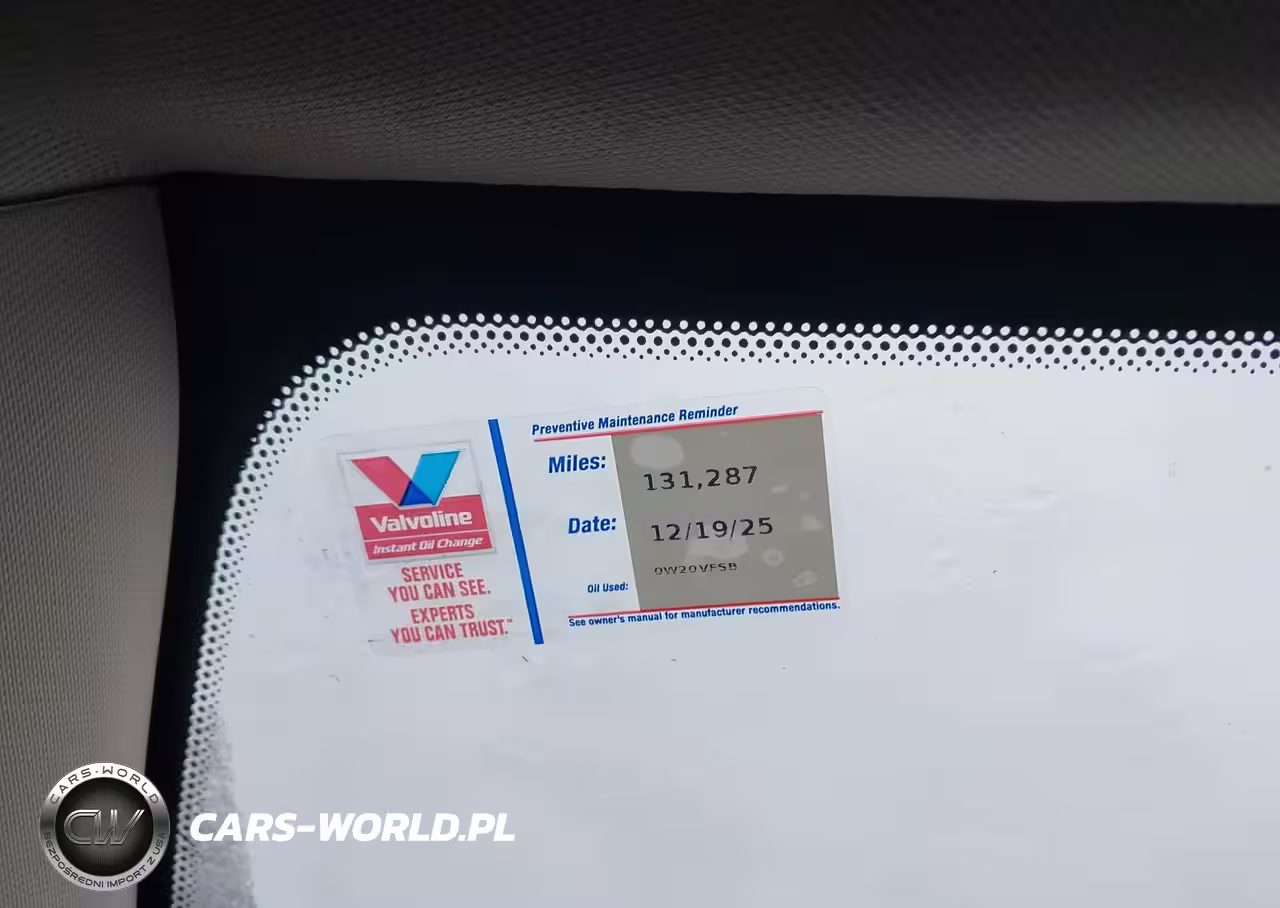 Preventive Maintenance Reminder
Miles: 131,287
Date: 12/19/25
0W20VFSB
Oil Used:
See owner's manual for manufacturer recommendations.
Valvoline
Instant Oil Change
SERVICE
YOU CAN SEE.
EXPERTS
YOU CAN TRUST.™
CARS-WORLD
CW
BEZPOŚREDNI IMPORT Z USA
CARS-WORLD.PL